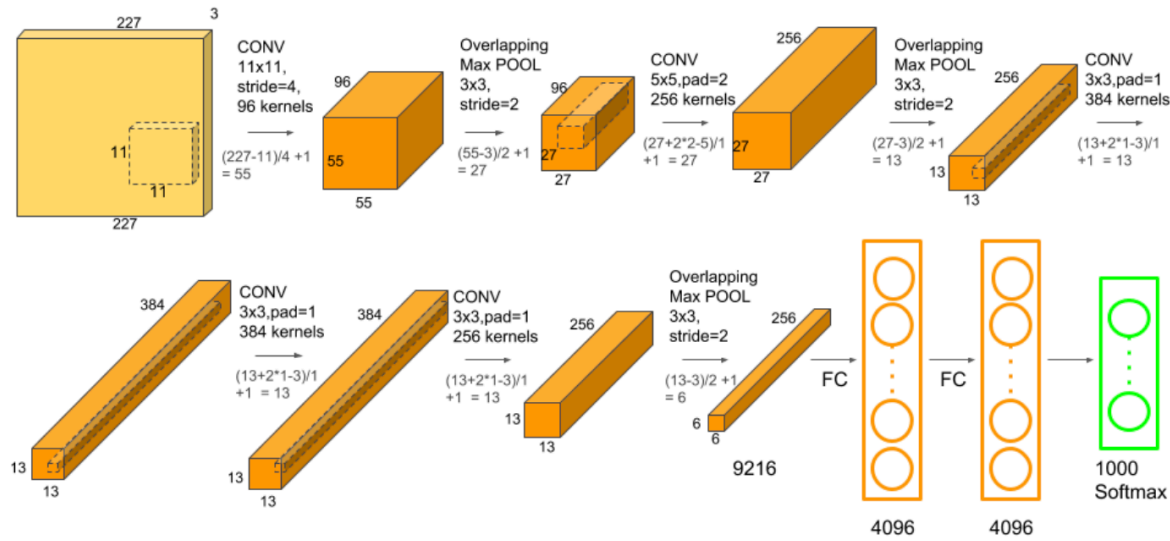 227
3
11
11
227
CONV
11x11,
stride=4,
96 kernels
(227-11)/4 +1
= 55
96
55
55
Overlapping
Max POOL
3x3,
stride=2
(55-3)/2 +1
= 27
96
27
27
CONV
5x5,pad=2
256 kernels
(27+2*2-5)/1
+1 = 27
256
27
27
Overlapping
Max POOL
3x3,
stride=2
(27-3)/2 +1
= 13
256
13
13
CONV
3x3,pad=1
384 kernels
(13+2*1-3)/1
+1 = 13
384
13
13
CONV
3x3,pad=1
384 kernels
(13+2*1-3)/1
+1 = 13
384
13
13
CONV
3x3,pad=1
256 kernels
(13+2*1-3)/1
+1 = 13
256
13
13
Overlapping
Max POOL
3x3,
stride=2
(13-3)/2 +1
= 6
256
6
6
9216
FC
4096
FC
4096
1000
Softmax